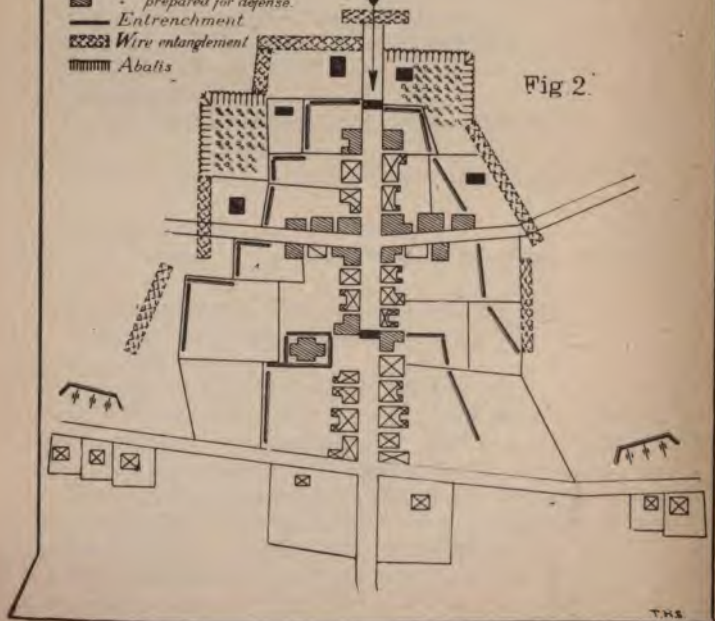 " prepared for defense.
Entrenchment
Wire entanglement
Abatis
Fig 2.
T.H.S